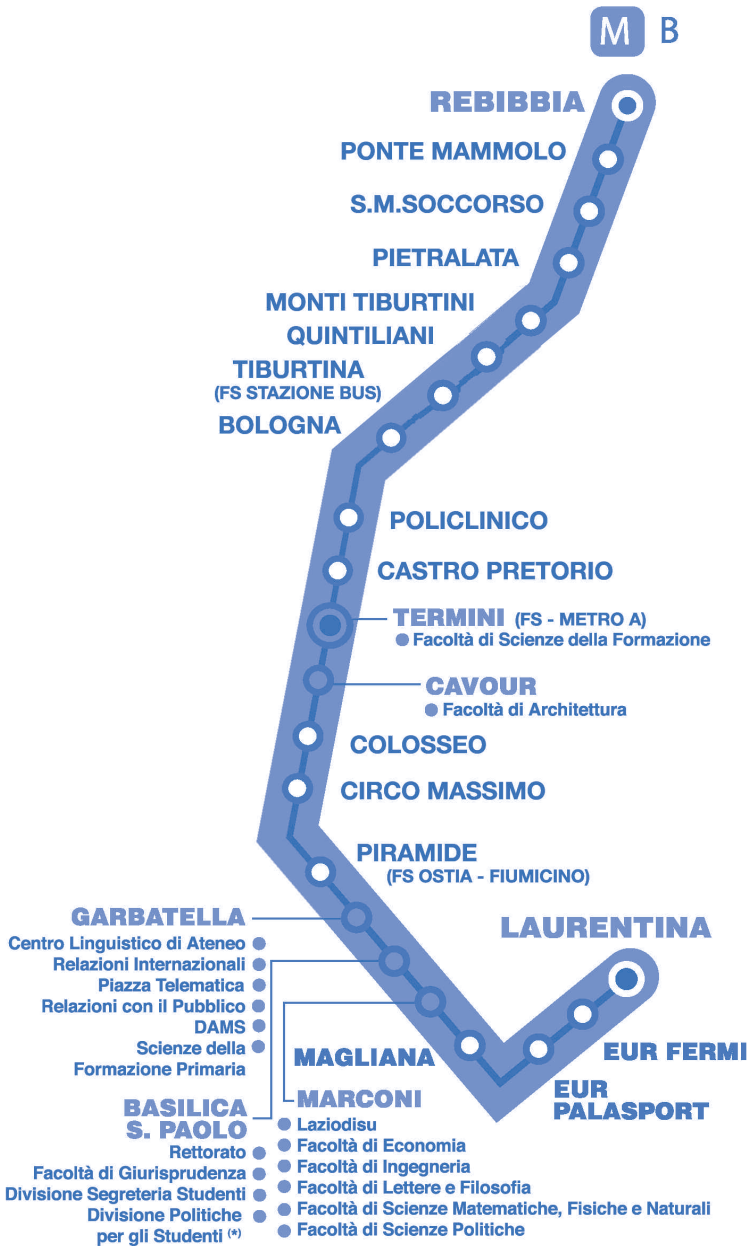 M B
REBIBBIA
PONTE MAMMOLO
S.M.SOCCORSO
PIETRALATA
MONTI TIBURTINI
QUINTILIANI
TIBURTINA
(FS STAZIONE BUS)
BOLOGNA
POLICLINICO
CASTRO PRETORIO
TERMINI (FS - METRO A)
Facoltà di Scienze della Formazione
CAVOUR
Facoltà di Architettura
COLOSSEO
CIRCO MASSIMO
PIRAMIDE
(FS OSTIA - FIUMICINO)
GARBATELLA
Centro Linguistico di Ateneo
Relazioni Internazionali
Piazza Telematica
Relazioni con il Pubblico
DAMS
Scienze della
Formazione Primaria
BASILICA
S. PAOLO
Rettorato
Facoltà di Giurisprudenza
Divisione Segreteria Studenti
Divisione Politiche
per gli Studenti (*)
MARCONI
Laziodisu
Facoltà di Economia
Facoltà di Ingegneria
Facoltà di Lettere e Filosofia
Facoltà di Scienze Matematiche, Fisiche e Naturali
Facoltà di Scienze Politiche
MAGLIANA
EUR
PALASPORT
EUR FERMI
LAURENTINA